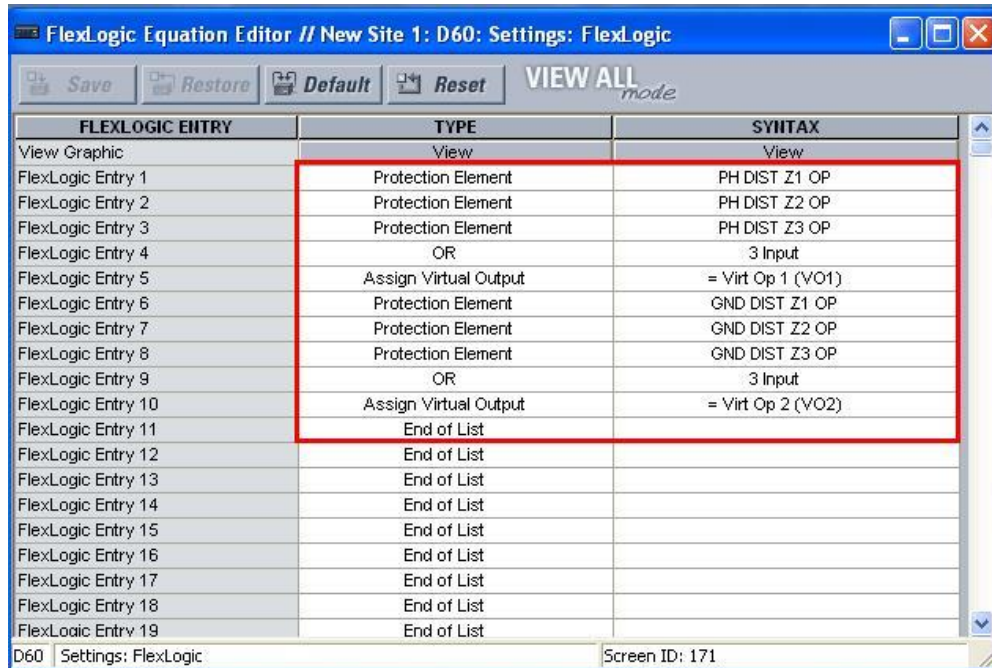 FlexLogic Equation Editor // New Site 1: D60: Settings: FlexLogic
Save Restore Default Reset VIEW ALL mode
FLEXLOGIC ENTRY TYPE SYNTAX
View Graphic View View
FlexLogic Entry 1 Protection Element PH DIST Z1 OP
FlexLogic Entry 2 Protection Element PH DIST Z2 OP
FlexLogic Entry 3 Protection Element PH DIST Z3 OP
FlexLogic Entry 4 OR 3 Input
FlexLogic Entry 5 Assign Virtual Output = Virt Op 1 (VO1)
FlexLogic Entry 6 Protection Element GND DIST Z1 OP
FlexLogic Entry 7 Protection Element GND DIST Z2 OP
FlexLogic Entry 8 Protection Element GND DIST Z3 OP
FlexLogic Entry 9 OR 3 Input
FlexLogic Entry 10 Assign Virtual Output = Virt Op 2 (VO2)
FlexLogic Entry 11 End of List
FlexLogic Entry 12 End of List
FlexLogic Entry 13 End of List
FlexLogic Entry 14 End of List
FlexLogic Entry 15 End of List
FlexLogic Entry 16 End of List
FlexLogic Entry 17 End of List
FlexLogic Entry 18 End of List
FlexLogic Entry 19 End of List
D60 Settings: FlexLogic Screen ID: 171